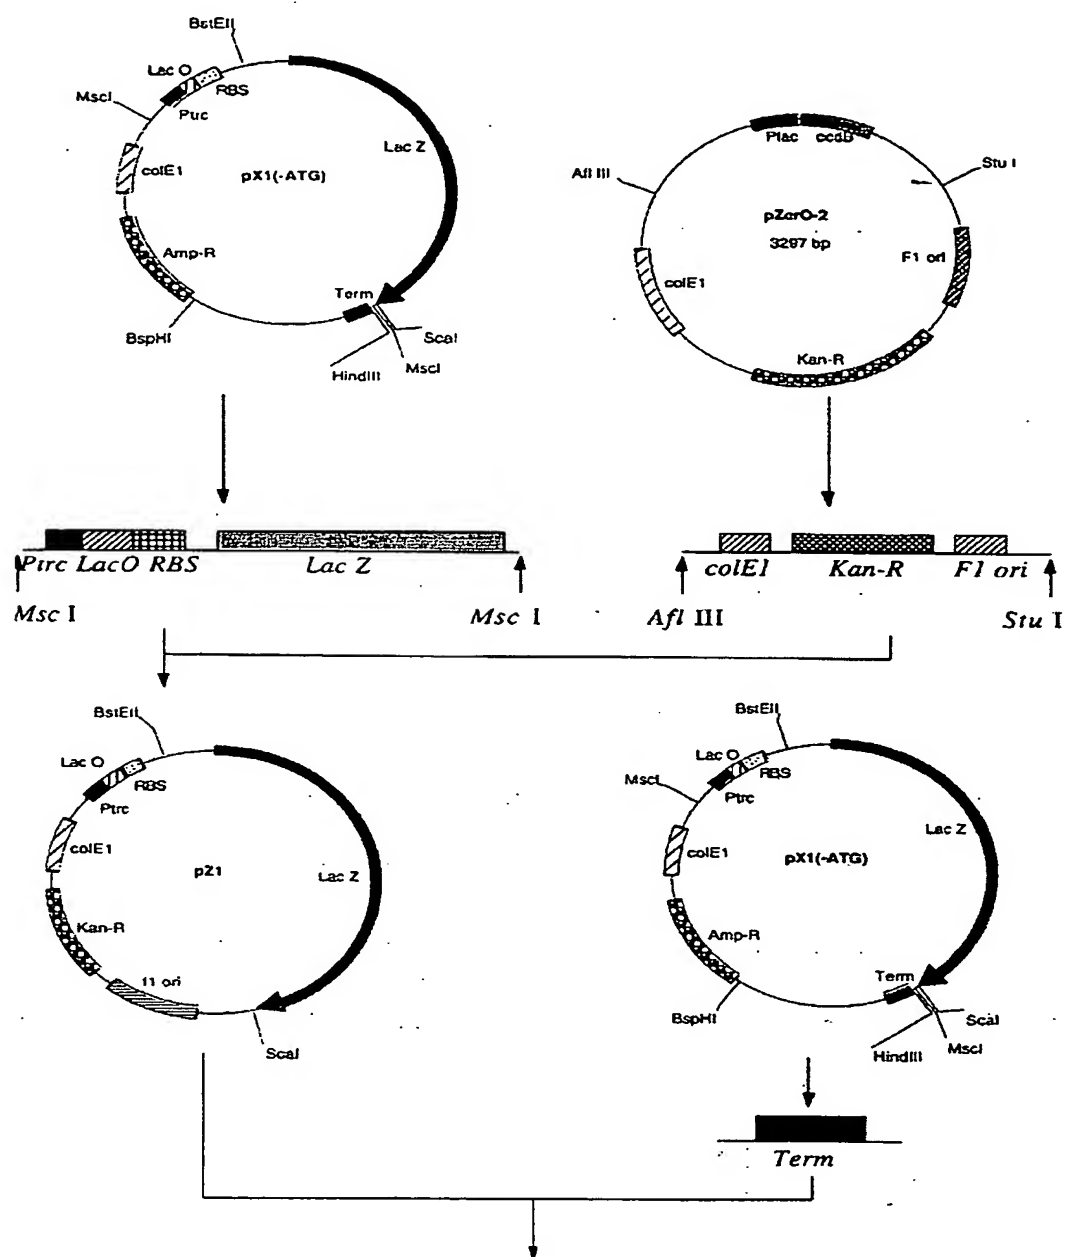 BstEII
Lac O
RBS
MscI
Ptrc
Lac Z
colE1
pX1(-ATG)
Amp-R
Term
BspHI
ScaI
MscI
HindIII
Plac ccdB
Afl III
Stu I
pZerO-2
3297 bp
F1 ori
colE1
Kan-R
Ptrc LacO RBS Lac Z
Msc I Msc I
colE1 Kan-R F1 ori
Afl III Stu I
BstEII
Lac O
RBS
Ptrc
colE1
pZ1
Lac Z
Kan-R
f1 ori
ScaI
BstEII
Lac O
RBS
MscI
Ptrc
Lac Z
colE1
pX1(-ATG)
Amp-R
Term
BspHI
ScaI
MscI
HindIII
Term